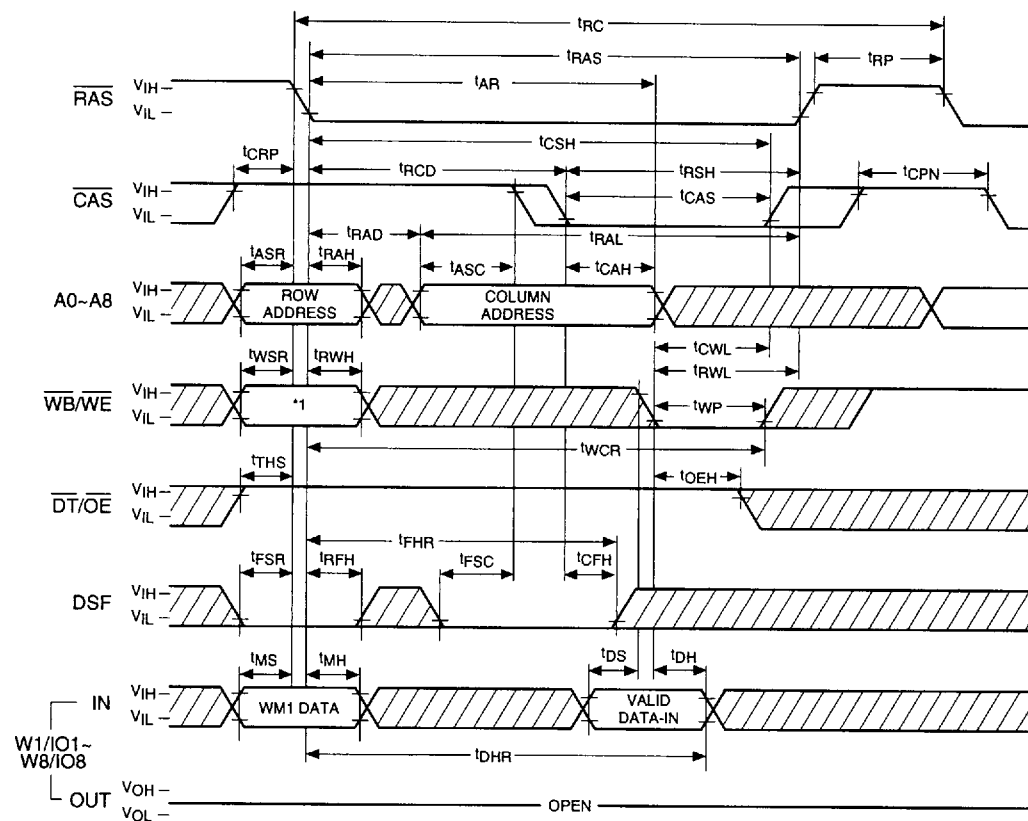 tRC
tRAS
tRP
tAR
RAS VIH
VIL
tCSH
tCRP
tRCD
tRSH
tCPN
CAS VIH
VIL
tCAS
tRAD
tRAL
tASR
tRAH
tASC
tCAH
A0~A8 VIH
VIL
ROW
ADDRESS
COLUMN
ADDRESS
tCWL
tRWL
tWSR
tRWH
WB/WE VIH
VIL
*1
tWP
tWCR
tTHS
tOEH
DT/OE VIH
VIL
tFHR
tFSR
tRFH
tFSC
tCFH
DSF VIH
VIL
tMS
tMH
tDS
tDH
IN VIH
VIL
WM1 DATA
VALID
DATA-IN
W1/IO1~
W8/IO8
tDHR
OUT VOH
VOL
OPEN